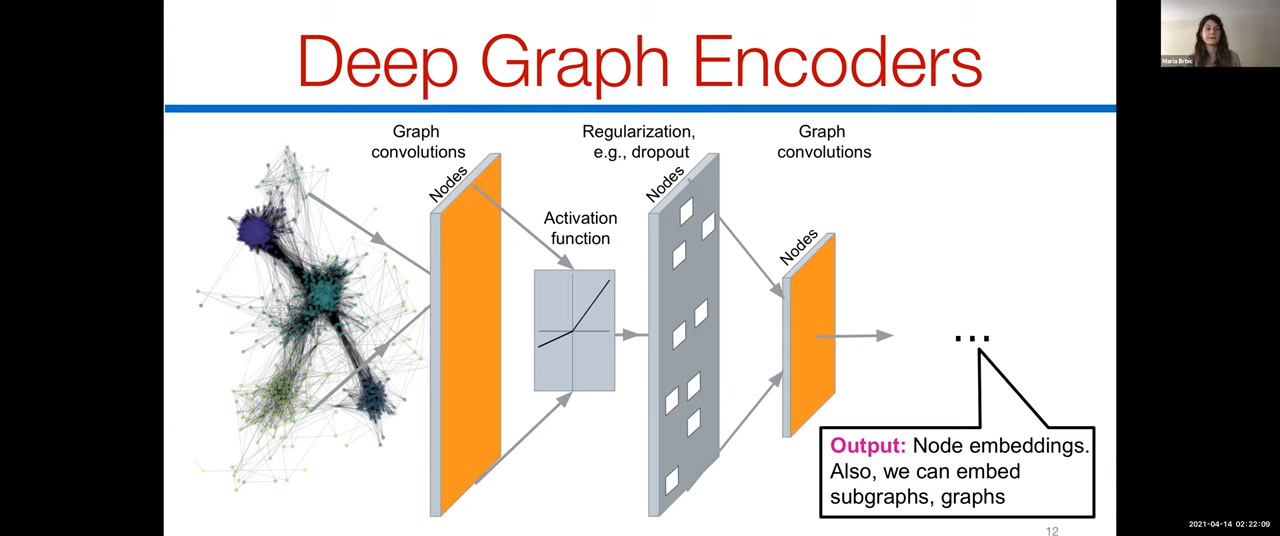 Deep Graph Encoders
Maria Brbic
Graph
convolutions
Regularization,
e.g., dropout
Graph
convolutions
Nodes
Nodes
Activation
function
Nodes
...
Output: Node embeddings.
Also, we can embed
subgraphs, graphs
12
2021-04-14 02:22:09